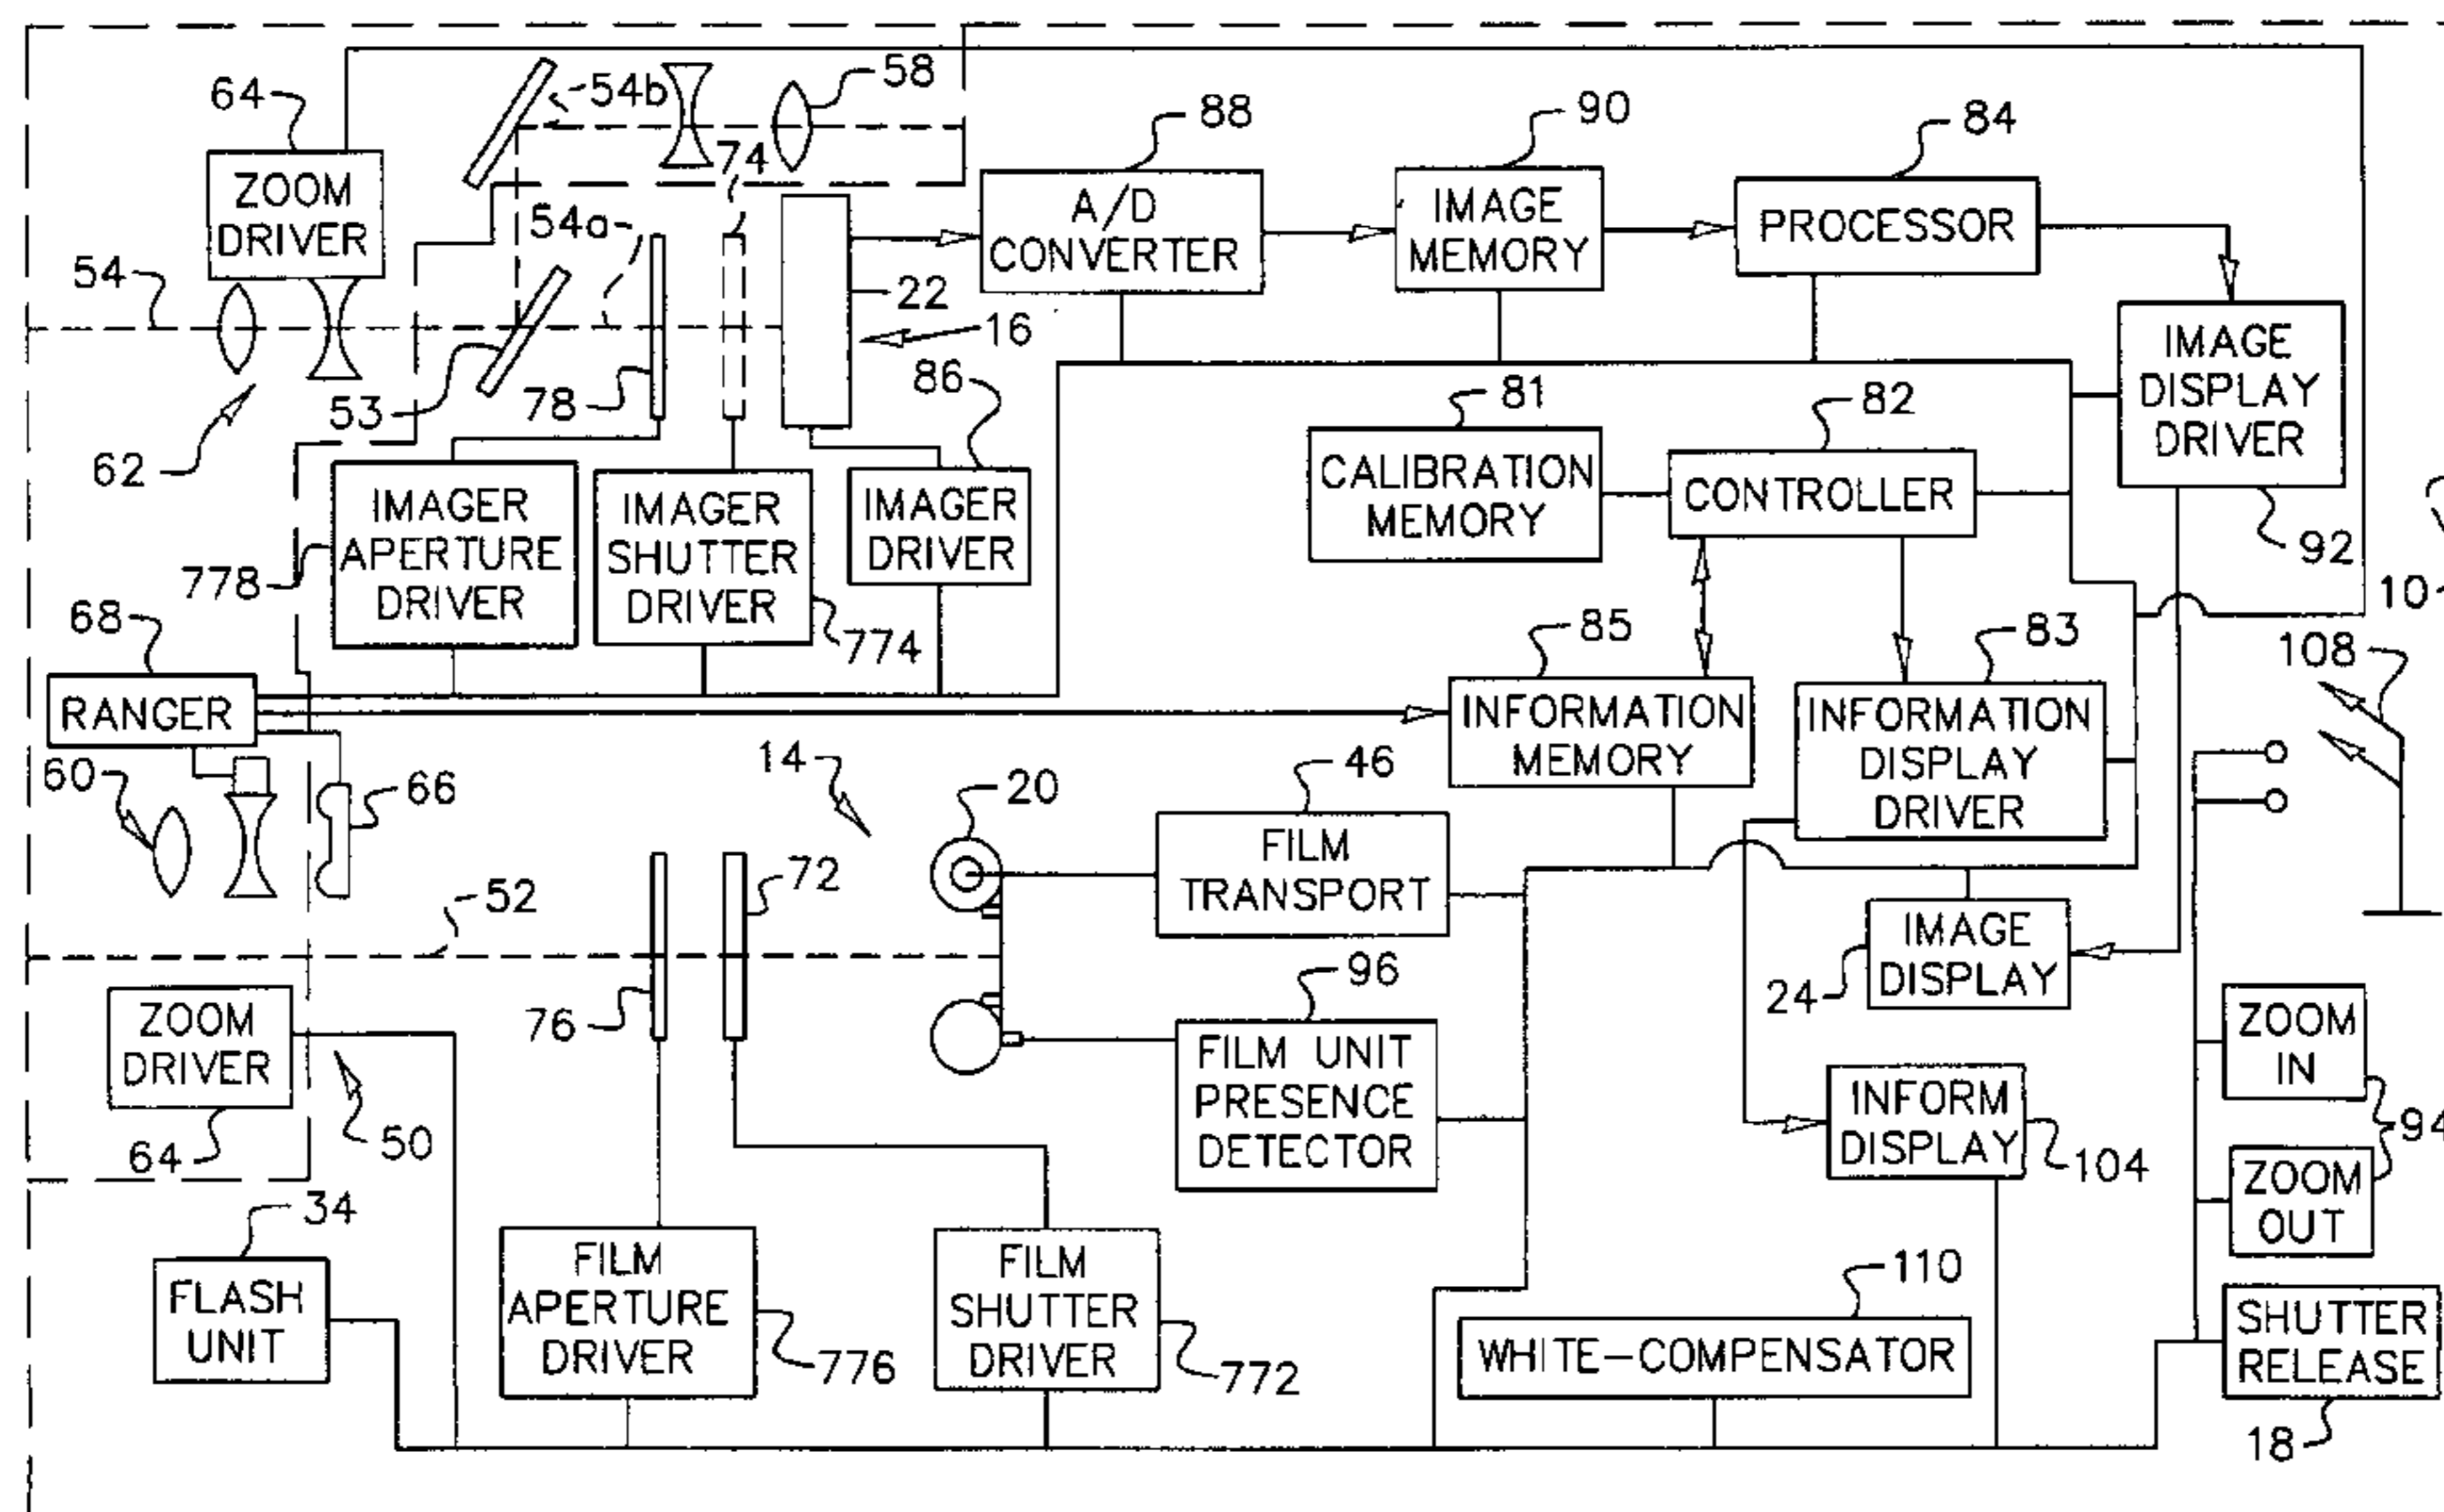 64
54b
58
88
90
84
ZOOM
DRIVER
74
54a
A/D
CONVERTER
IMAGE
MEMORY
PROCESSOR
54
22
16
IMAGE
DISPLAY
DRIVER
53
78
86
81
82
62
CALIBRATION
MEMORY
CONTROLLER
92
IMAGER
APERTURE
DRIVER
IMAGER
SHUTTER
DRIVER
IMAGER
DRIVER
778
774
10
68
85
83
108
RANGER
INFORMATION
MEMORY
INFORMATION
DISPLAY
DRIVER
60
66
14
20
46
FILM
TRANSPORT
72
52
76
96
IMAGE
DISPLAY
24
ZOOM
DRIVER
64
50
FILM UNIT
PRESENCE
DETECTOR
INFORM
DISPLAY
104
ZOOM
IN
94
ZOOM
OUT
34
FLASH
UNIT
FILM
APERTURE
DRIVER
776
FILM
SHUTTER
DRIVER
772
110
WHITE-COMPENSATOR
SHUTTER
RELEASE
18